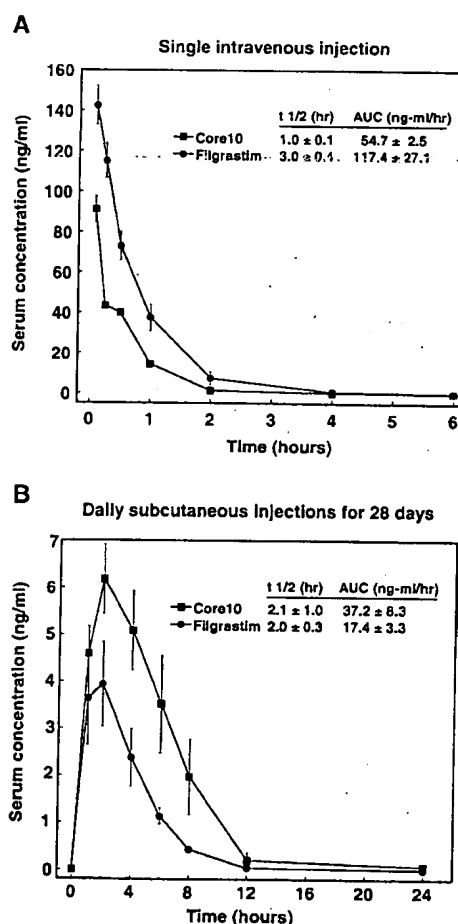 A
Single intravenous injection
160
140
120
100
80
60
40
20
0
Serum concentration (ng/ml)
t 1/2 (hr) AUC (ng-ml/hr)
Core10 1.0 ± 0.1 54.7 ± 2.5
Filgrastim 3.0 ± 0.4 117.4 ± 27.1
0 1 2 3 4 5 6
Time (hours)
B
Daily subcutaneous injections for 28 days
7
6
5
4
3
2
1
0
Serum concentration (ng/ml)
t 1/2 (hr) AUC (ng-ml/hr)
Core10 2.1 ± 1.0 37.2 ± 8.3
Filgrastim 2.0 ± 0.3 17.4 ± 3.3
0 4 8 12 16 20 24
Time (hours)